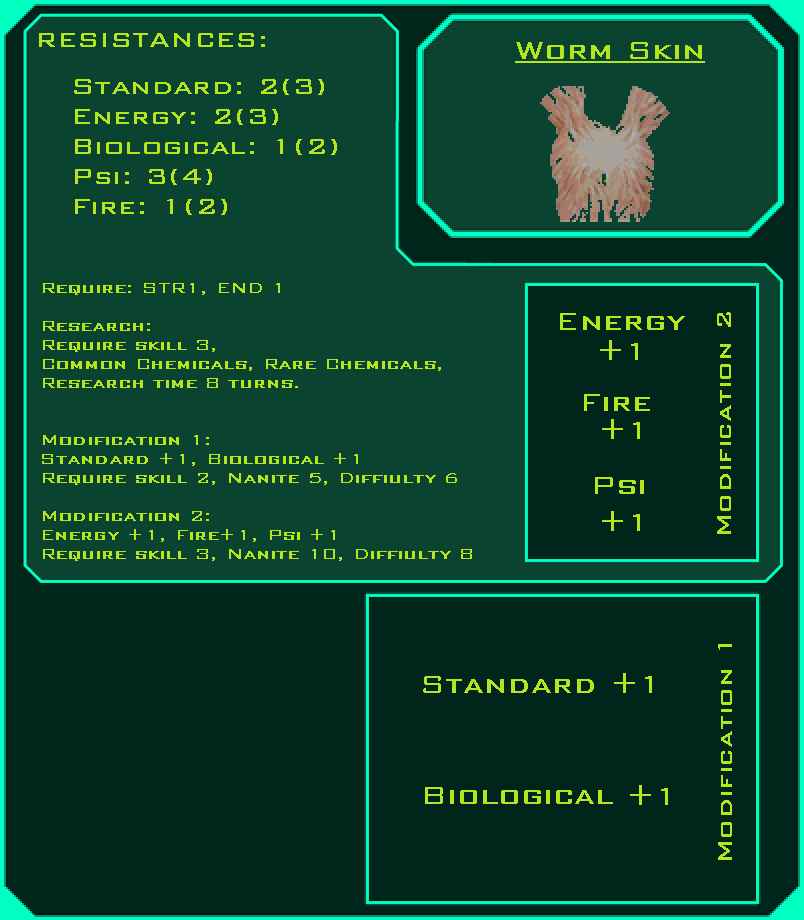 RESISTANCES:
Standard: 2(3)
Energy: 2(3)
Biological: 1(2)
Psi: 3(4)
Fire: 1(2)
Worm Skin
Require: STR1, END 1
Research:
Require skill 3,
Common Chemicals, Rare Chemicals,
Research time 8 turns.
Modification 1:
Standard +1, Biological +1
Require skill 2, Nanite 5, Diffiulty 6
Modification 2:
Energy +1, Fire+1, Psi +1
Require skill 3, Nanite 10, Diffiulty 8
Energy
+1
Fire
+1
Psi
+1
Modification 2
Standard +1
Biological +1
Modification 1